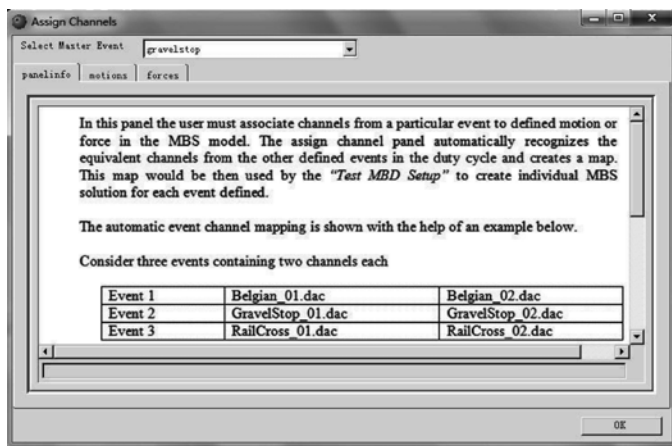 Assign Channels
Select Master Event gravelstop
panelinfo motions forces
In this panel the user must associate channels from a particular event to defined motion or
force in the MBS model. The assign channel panel automatically recognizes the
equivalent channels from the other defined events in the duty cycle and creates a map.
This map would be then used by the “Test MBD Setup” to create individual MBS
solution for each event defined.
The automatic event channel mapping is shown with the help of an example below.
Consider three events containing two channels each
Event 1 Belgian_01.dac Belgian_02.dac
Event 2 GravelStop_01.dac GravelStop_02.dac
Event 3 RailCross_01.dac RailCross_02.dac
OK